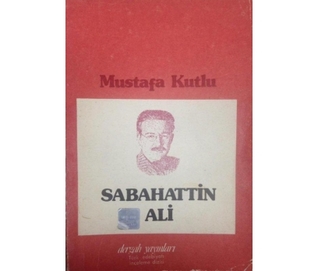 Mustafa Kutlu
SABAHATTİN
ALİ
dergâh yayınları